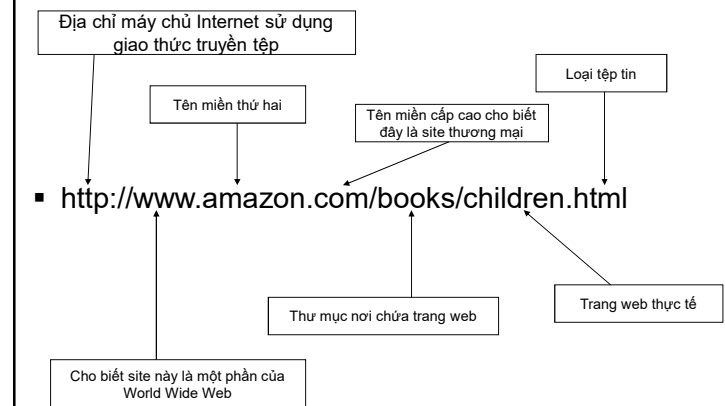 Địa chỉ máy chủ Internet sử dụng
giao thức truyền tệp
Loại tệp tin
Tên miền thứ hai
Tên miền cấp cao cho biết
đây là site thương mại
▪ http://www.amazon.com/books/children.html
Thư mục nơi chứa trang web
Trang web thực tế
Cho biết site này là một phần của
World Wide Web